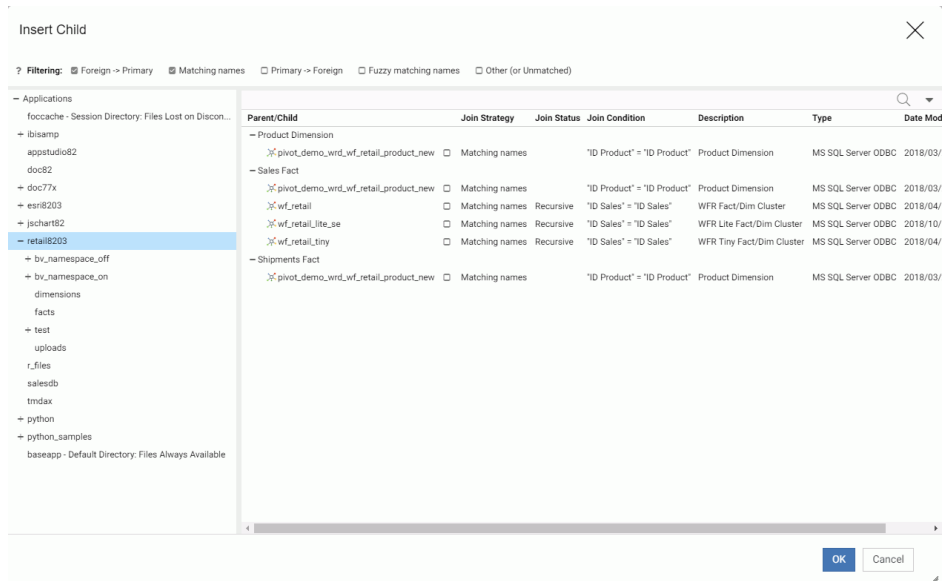 Insert Child
? Filtering: Foreign -> Primary Matching names Primary -> Foreign Fuzzy matching names Other (or Unmatched)
Applications
foccache - Session Directory: Files Lost on Discon...
ibisamp
appstudio82
doc82
doc77x
esri8203
jschart82
retail8203
bv_namespace_off
bv_namespace_on
dimensions
facts
test
uploads
r_files
salesdb
tmdax
python
python_samples
baseapp - Default Directory: Files Always Available
Parent/Child Join Strategy Join Status Join Condition Description Type Date Mod
Product Dimension
pivot_demo_wrd_wf_retail_product_new Matching names "ID Product" = "ID Product" Product Dimension MS SQL Server ODBC 2018/03/
Sales Fact
pivot_demo_wrd_wf_retail_product_new Matching names "ID Product" = "ID Product" Product Dimension MS SQL Server ODBC 2018/03/
wf_retail Matching names Recursive "ID Sales" = "ID Sales" WFR Fact/Dim Cluster MS SQL Server ODBC 2018/04/
wf_retail_lite_se Matching names Recursive "ID Sales" = "ID Sales" WFR Lite Fact/Dim Cluster MS SQL Server ODBC 2018/10/
wf_retail_tiny Matching names Recursive "ID Sales" = "ID Sales" WFR Tiny Fact/Dim Cluster MS SQL Server ODBC 2018/04/
Shipments Fact
pivot_demo_wrd_wf_retail_product_new Matching names "ID Product" = "ID Product" Product Dimension MS SQL Server ODBC 2018/03/
OK Cancel